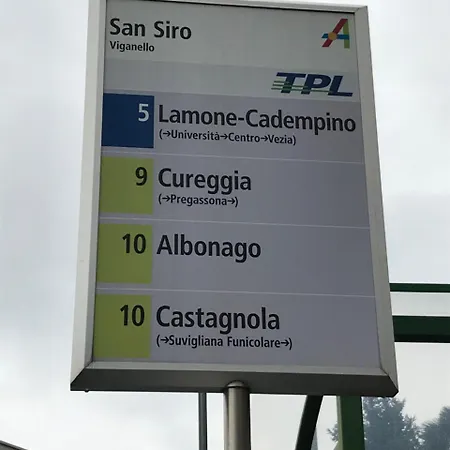 San Siro
Viganello
A
TPL
5 Lamone-Cadempino
(→Università→Centro→Vezia)
9 Cureggia
(→Pregassona→)
10 Albonago
10 Castagnola
(→Suvigliana Funicolare→)